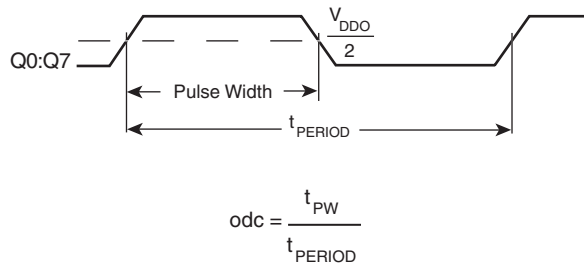 V_DDO
2
Q0:Q7
Pulse Width
t_PERIOD
odc = t_PW
t_PERIOD